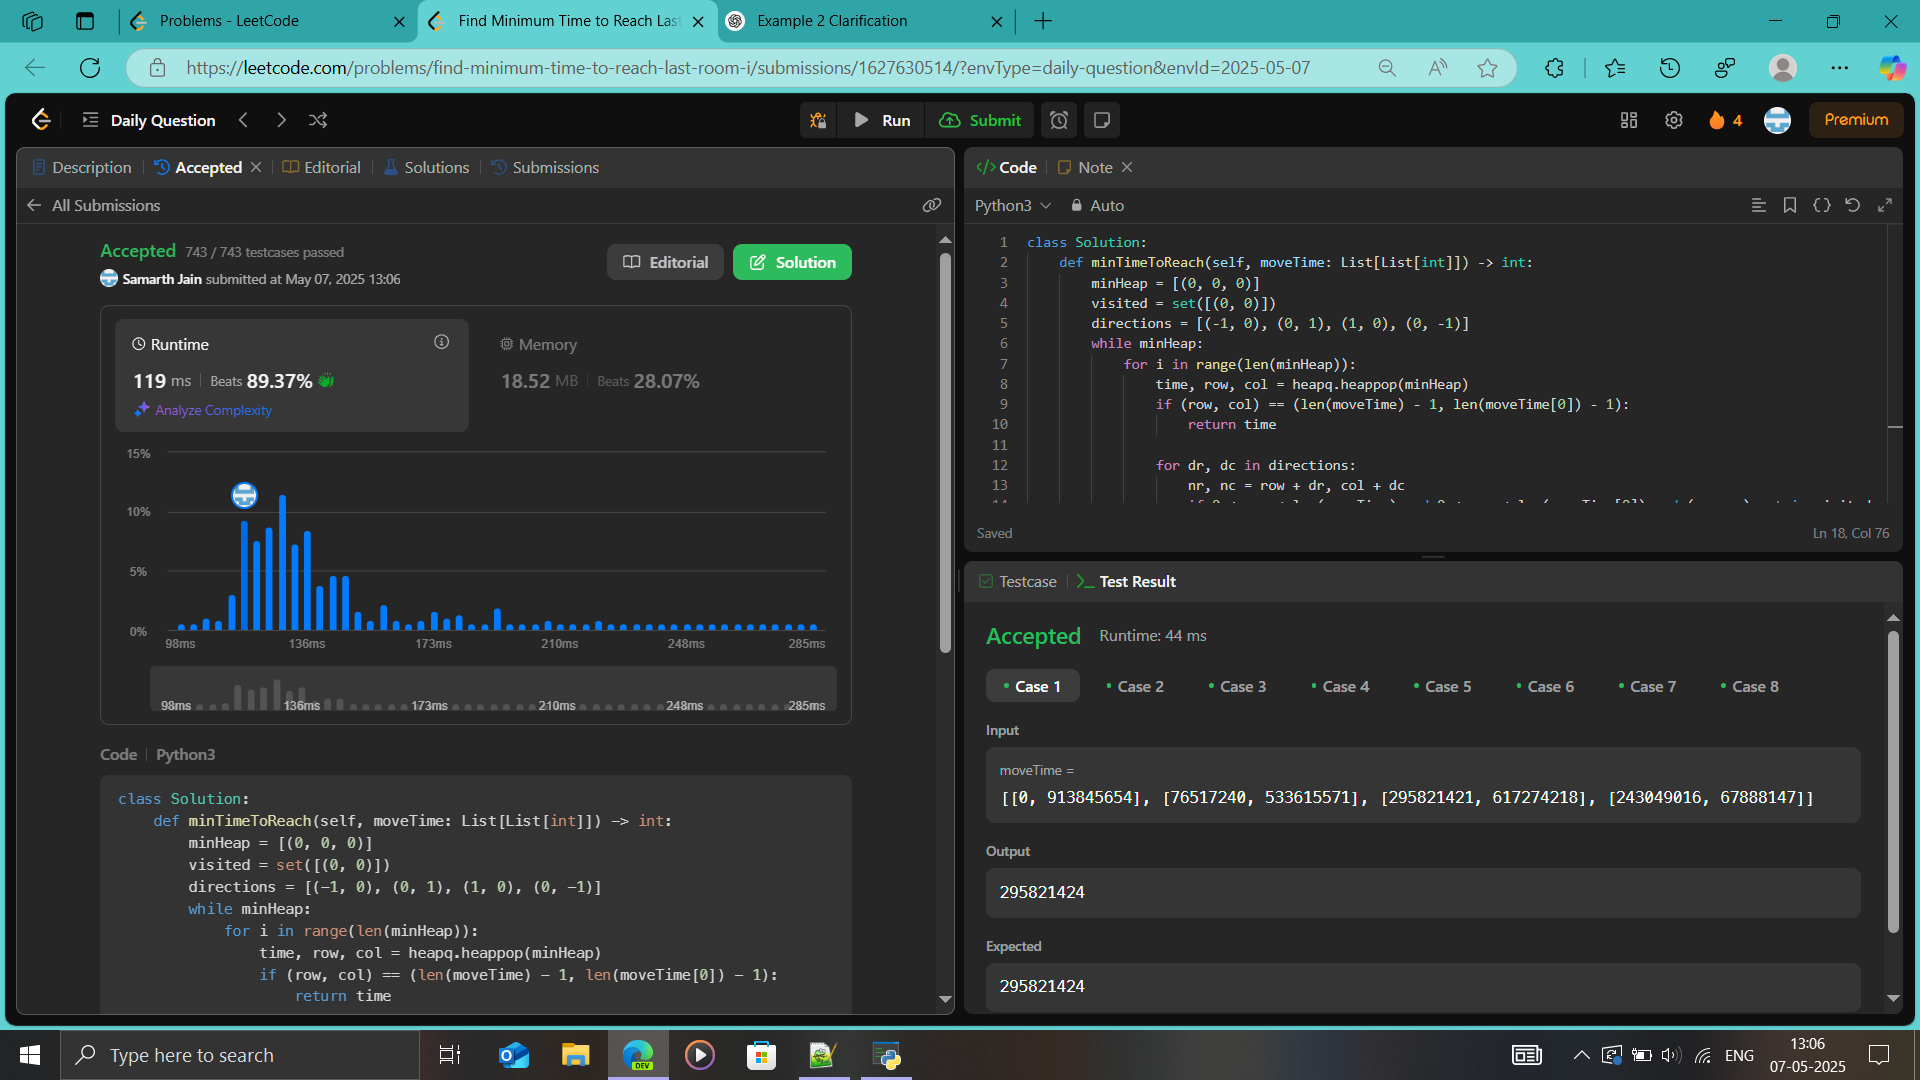 Problems - LeetCode
Find Minimum Time to Reach Las
Example 2 Clarification
https://leetcode.com/problems/find-minimum-time-to-reach-last-room-i/submissions/1627630514/?envType=daily-question&envId=2025-05-07
Daily Question
Run
Submit
4
Premium
Description
Accepted
Editorial
Solutions
Submissions
All Submissions
Accepted 743 / 743 testcases passed
Samarth Jain submitted at May 07, 2025 13:06
Editorial
Solution
Runtime
119 ms Beats 89.37%
Analyze Complexity
Memory
18.52 MB Beats 28.07%
15%
10%
5%
0%
98ms 136ms 173ms 210ms 248ms 285ms
98ms 136ms 173ms 210ms 248ms 285ms
Code Python3
class Solution:
def minTimeToReach(self, moveTime: List[List[int]]) -> int:
minHeap = [(0, 0, 0)]
visited = set([(0, 0)])
directions = [(-1, 0), (0, 1), (1, 0), (0, -1)]
while minHeap:
for i in range(len(minHeap)):
time, row, col = heapq.heappop(minHeap)
if (row, col) == (len(moveTime) - 1, len(moveTime[0]) - 1):
return time
Code
Note
Python3
Auto
1 class Solution:
2 def minTimeToReach(self, moveTime: List[List[int]]) -> int:
3 minHeap = [(0, 0, 0)]
4 visited = set([(0, 0)])
5 directions = [(-1, 0), (0, 1), (1, 0), (0, -1)]
6 while minHeap:
7 for i in range(len(minHeap)):
8 time, row, col = heapq.heappop(minHeap)
9 if (row, col) == (len(moveTime) - 1, len(moveTime[0]) - 1):
10 return time
11
12 for dr, dc in directions:
13 nr, nc = row + dr, col + dc
Saved
Ln 18, Col 76
Testcase
Test Result
Accepted Runtime: 44 ms
Case 1 Case 2 Case 3 Case 4 Case 5 Case 6 Case 7 Case 8
Input
moveTime =
[[0, 913845654], [76517240, 533615571], [295821421, 617274218], [243049016, 67888147]]
Output
295821424
Expected
295821424
Type here to search
DEV
ENG
13:06
07-05-2025